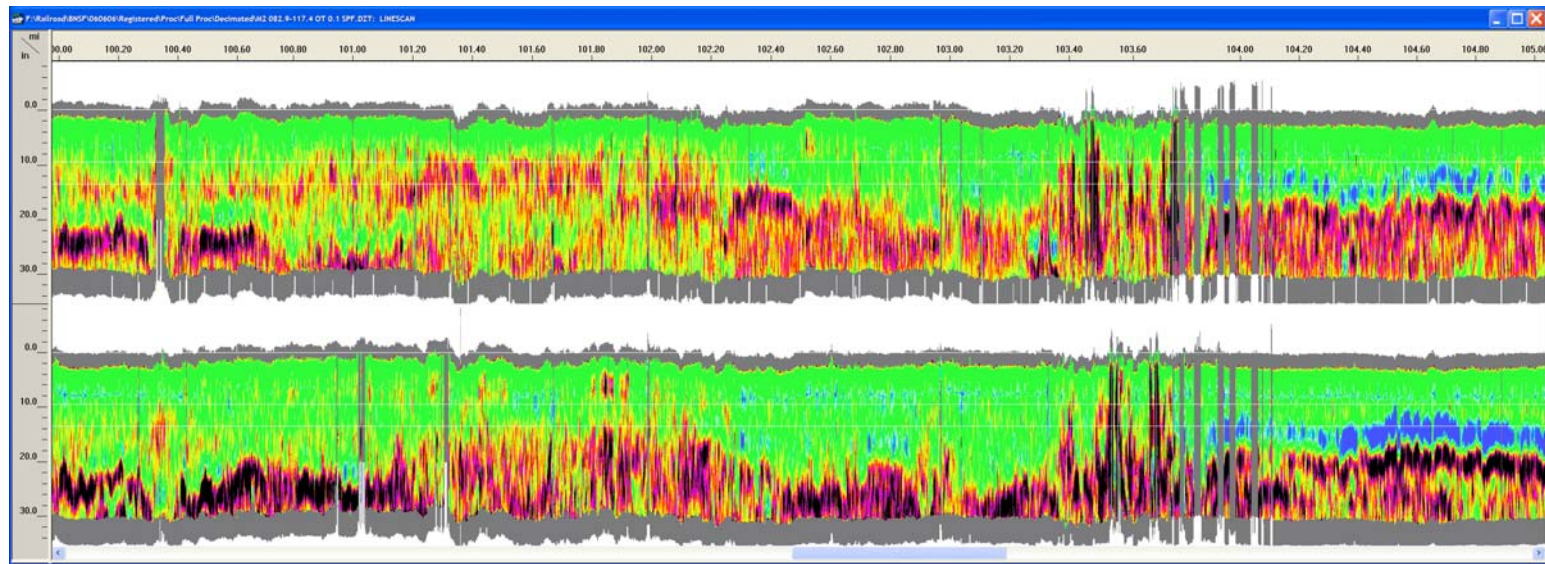 F:\Railroad\BNSF\060606\Registered\Proc\Full Proc\Decimated\M2 082.9-117.4 OT 0.1 SPF.DZT: LINESCAN
mi
in
00.00 100.20 100.40 100.60 100.80 101.00 101.20 101.40 101.60 101.80 102.00 102.20 102.60 102.80 103.00 103.20 103.40 103.60 104.00 104.20 104.40 104.60 104.80 105.00
0.0
10.0
20.0
30.0
0.0
10.0
20.0
30.0